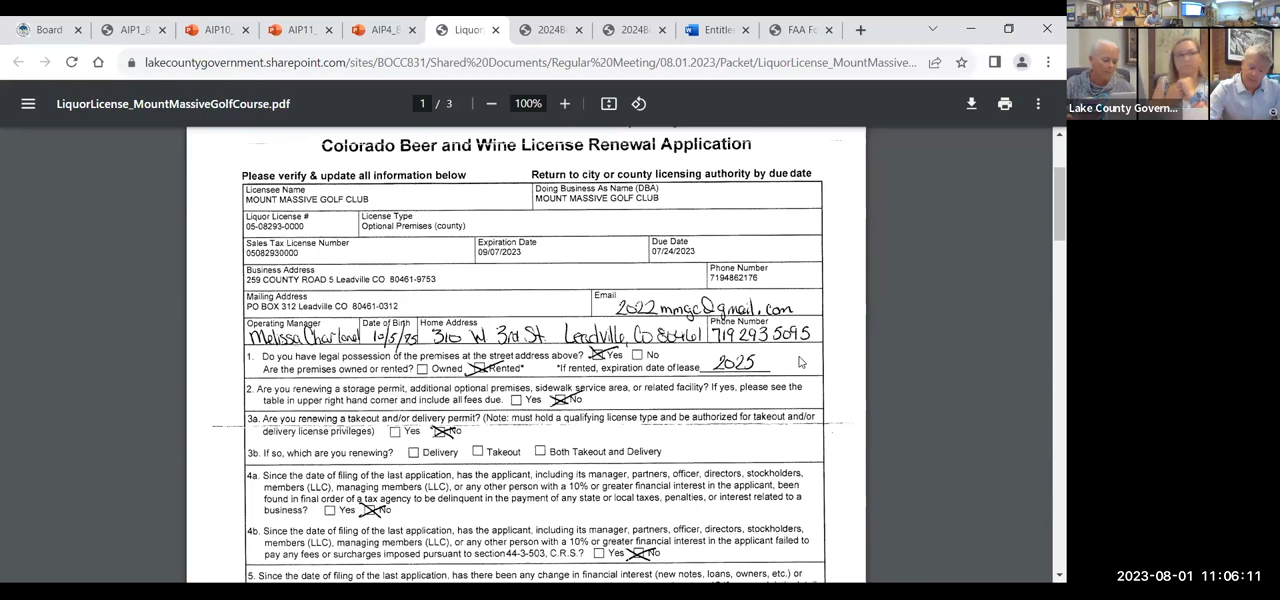 Board
AIP1_B
AIP10_
AIP11_
AIP4_B
Liquor
2024B
2024B
Entitle
FAA Fo
lakecountygovernment.sharepoint.com/sites/BOCC831/Shared%20Documents/Regular%20Meeting/08.01.2023/Packet/LiquorLicense_MountMassive...
LiquorLicense_MountMassiveGolfCourse.pdf
1 / 3
100%
Lake County Govern...
Colorado Beer and Wine License Renewal Application
Please verify & update all information below Return to city or county licensing authority by due date
Licensee Name Doing Business As Name (DBA)
MOUNT MASSIVE GOLF CLUB MOUNT MASSIVE GOLF CLUB
Liquor License # License Type
05-08293-0000 Optional Premises (county)
Sales Tax License Number Expiration Date Due Date
05082930000 09/07/2023 07/24/2023
Business Address Phone Number
259 COUNTY ROAD 5 Leadville CO 80461-9753 7194862176
Mailing Address Email
PO BOX 312 Leadville CO 80461-0312 2022mmgc@gmail.com
Operating Manager Date of Birth Home Address Phone Number
Melissa 10/5/75 310 W. 3rd St. Leadville, CO 80461 719 293 5095
1. Do you have legal possession of the premises at the street address above? Yes No
Are the premises owned or rented? Owned Rented* *If rented, expiration date of lease 2025
2. Are you renewing a storage permit, additional optional premises, sidewalk service area, or related facility? If yes, please see the
table in upper right hand corner and include all fees due. Yes No
3a. Are you renewing a takeout and/or delivery permit? (Note: must hold a qualifying license type and be authorized for takeout and/or
delivery license privileges) Yes No
3b. If so, which are you renewing? Delivery Takeout Both Takeout and Delivery
4a. Since the date of filing of the last application, has the applicant, including its manager, partners, officer, directors, stockholders,
members (LLC), managing members (LLC), or any other person with a 10% or greater financial interest in the applicant, been
found in final order of a tax agency to be delinquent in the payment of any state or local taxes, penalties, or interest related to a
business? Yes No
4b. Since the date of filing of the last application, has the applicant, including its manager, partners, officer, directors, stockholders,
members (LLC), managing members (LLC), or any other person with a 10% or greater financial interest in the applicant failed to
pay any fees or surcharges imposed pursuant to section 44-3-503, C.R.S.? Yes No
5. Since the date of filing of the last application, has there been any change in financial interest (new notes, loans, owners, etc.) or
2023-08-01 11:06:11